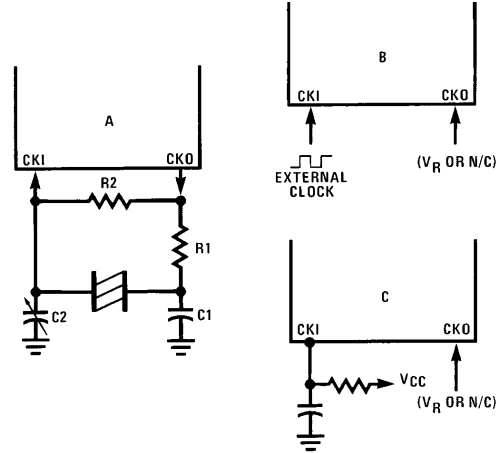 A
CKI CKO
R2
R1
C2
C1
B
CKI CKO
EXTERNAL
CLOCK
(VR OR N/C)
C
CKI CKO
VCC
(VR OR N/C)